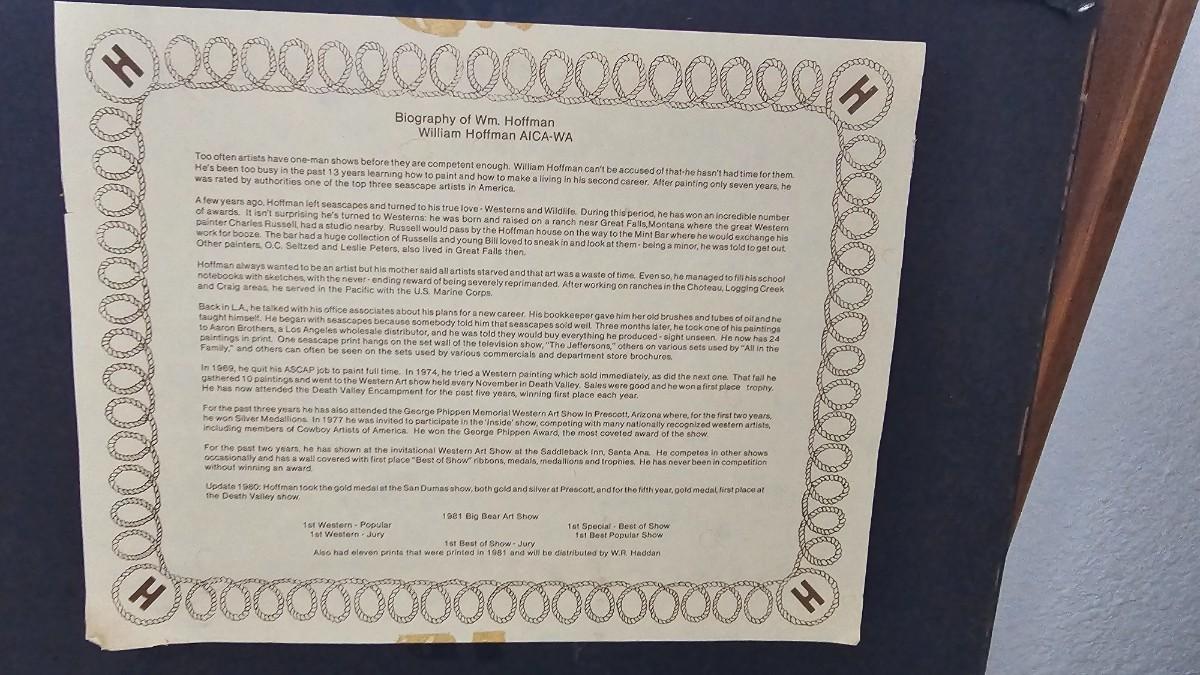 H H
Biography of Wm. Hoffman
William Hoffman AICA-WA
Too often artists have one-man shows before they are competent enough. William Hoffman can't be accused of that-he hasn't had time for them.
He's been too busy in the past 13 years learning how to paint and how to make a living in his second career. After painting only seven years, he
was rated by authorities one of the top three seascape artists in America.
A few years ago, Hoffman left seascapes and turned to his true love - Westerns and Wildlife. During this period, he has won an incredible number
of awards. It isn't surprising he's turned to Westerns: he was born and raised on a ranch near Great Falls, Montana where the great Western
painter Charles Russell, had a studio nearby. Russell would pass by the Hoffman house on the way to the Mint Bar where he would exchange his
work for booze. The bar had a huge collection of Russells and young Bill loved to sneak in and look at them - being a minor, he was told to get out.
Other painters, O.C. Seltzed and Leslie Peters, also lived in Great Falls then.
Hoffman always wanted to be an artist but his mother said all artists starved and that art was a waste of time. Even so, he managed to fill his school
notebooks with sketches, with the never - ending reward of being severely reprimanded. After working on ranches in the Choteau, Logging Creek
and Craig areas, he served in the Pacific with the U.S. Marine Corps.
Back in L.A., he talked with his office associates about his plans for a new career. His bookkeeper gave him her old brushes and tubes of oil and he
taught himself. He began with seascapes because somebody told him that seascapes sold well. Three months later, he took one of his paintings
to Aaron Brothers, a Los Angeles wholesale distributor, and he was told they would buy everything he produced - sight unseen. He now has 24
paintings in print. One seascape print hangs on the set wall of the television show, "The Jeffersons," others on various sets used by "All in the
Family," and others can often be seen on the sets used by various commercials and department store brochures.
In 1969, he quit his ASCAP job to paint full time. In 1974, he tried a Western painting which sold immediately, as did the next one. That fall he
gathered 10 paintings and went to the Western Art show held every November in Death Valley. Sales were good and he won a first place trophy.
He has now attended the Death Valley Encampment for the past five years, winning first place each year.
For the past three years he has also attended the George Phippen Memorial Western Art Show in Prescott, Arizona where, for the first two years,
he won Silver Medallions. In 1977 he was invited to participate in the 'Inside' show, competing with many nationally recognized western artists,
including members of Cowboy Artists of America. He won the George Phippen Award, the most coveted award of the show.
For the past two years, he has shown at the invitational Western Art Show at the Saddleback Inn, Santa Ana. He competes in other shows
occasionally and has a wall covered with first place "Best of Show" ribbons, medals, medallions and trophies. He has never been in competition
without winning an award.
Update 1980: Hoffman took the gold medal at the San Dumas show, both gold and silver at Prescott, and for the fifth year, gold medal, first place at
the Death Valley show.
1981 Big Bear Art Show
1st Western - Popular 1st Special - Best of Show
1st Western - Jury 1st Best Popular Show
1st Best of Show - Jury
Also had eleven prints that were printed in 1981 and will be distributed by W.R. Haddan
H H